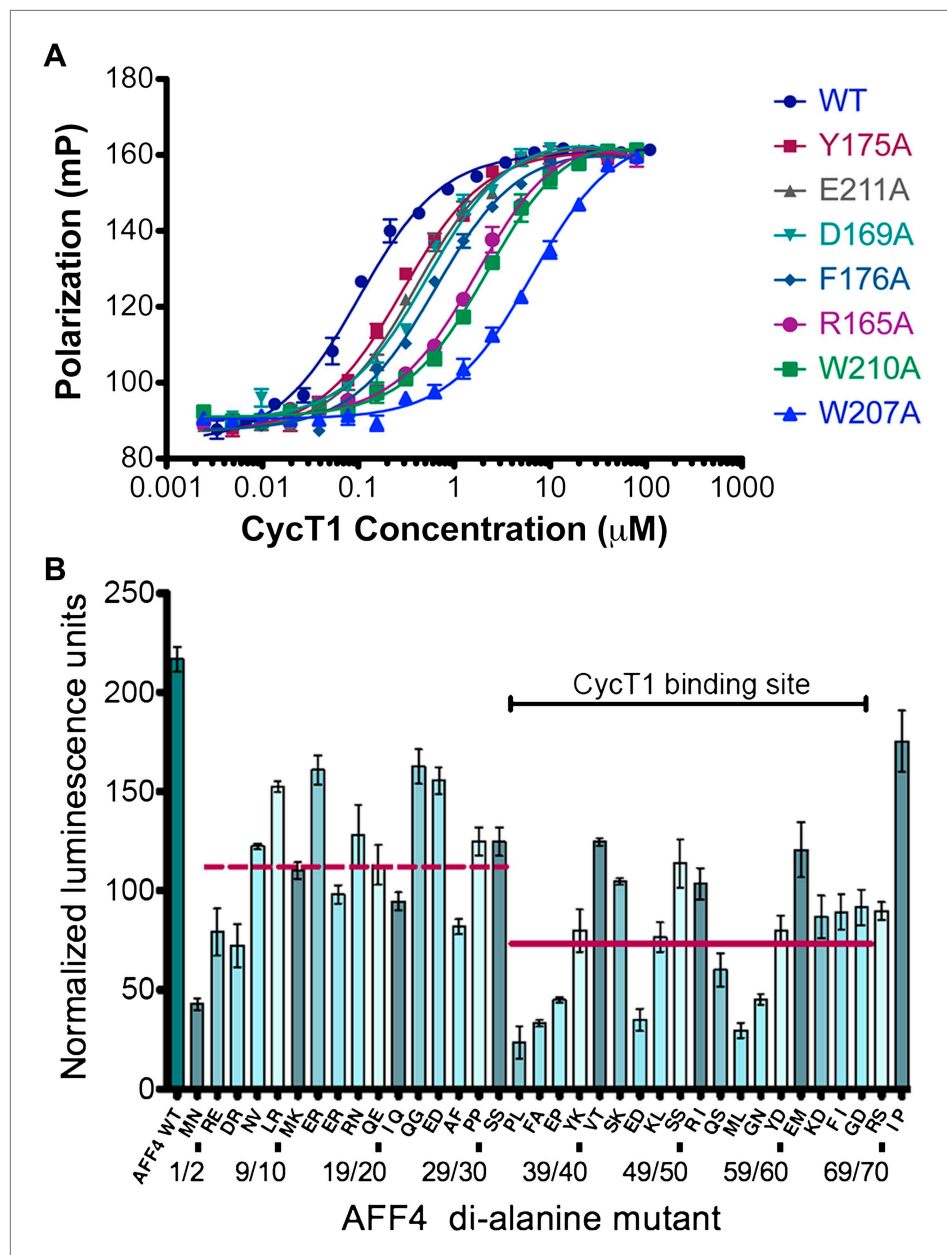 A
180
160
140
120
100
80
0.001 0.01 0.1 1 10 100 1000
Polarization (mP)
CycT1 Concentration (μM)
WT
Y175A
E211A
D169A
F176A
R165A
W210A
W207A
B
250
200
150
100
50
0
Normalized luminescence units
CycT1 binding site
AFF4 WT
MN
RE
DR
NV
LR
MK
ER
ER
RN
QE
I Q
QG
ED
AF
PP
SS
PL
FA
EP
YK
VT
SK
ED
KL
SS
R I
QS
ML
GN
YD
EM
KD
F I
GD
RS
I P
1/2 9/10 19/20 29/30 39/40 49/50 59/60 69/70
AFF4 di-alanine mutant